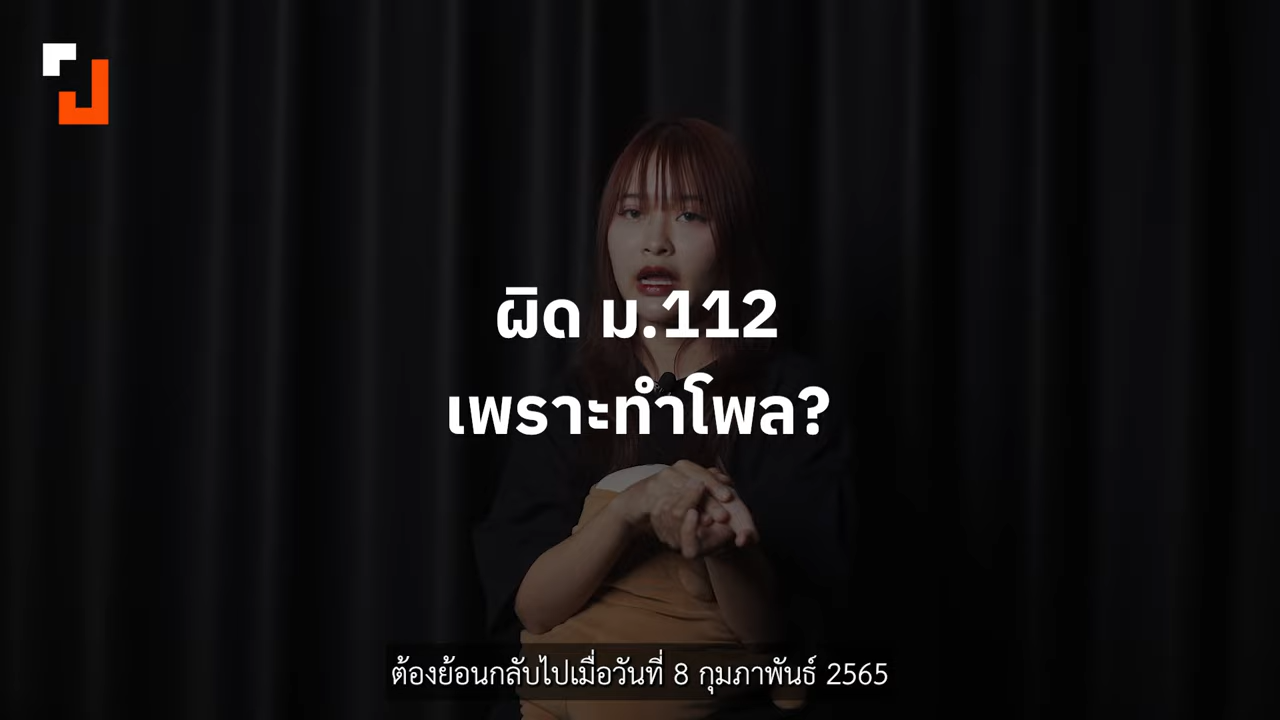 ผิด ม.112
เพราะทำโพล?
ต้องย้อนกลับไปเมื่อวันที่ 8 กุมภาพันธ์ 2565